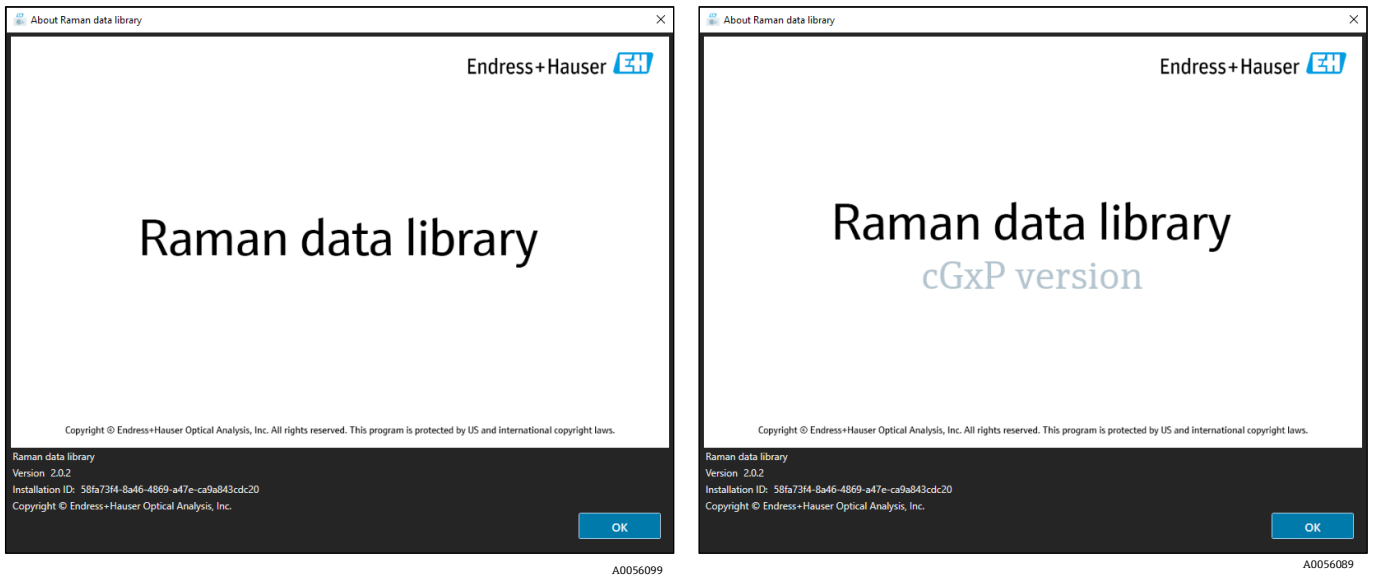 About Raman data library
Endress+Hauser EH
Raman data library
Copyright © Endress+Hauser Optical Analysis, Inc. All rights reserved. This program is protected by US and international copyright laws.
Raman data library
Version 2.0.2
Installation ID: 58fa73f4-8a46-4869-a47e-ca9a843cdc20
Copyright © Endress+Hauser Optical Analysis, Inc.
OK
A0056099
About Raman data library
Endress+Hauser EH
Raman data library
cGxP version
Copyright © Endress+Hauser Optical Analysis, Inc. All rights reserved. This program is protected by US and international copyright laws.
Raman data library
Version 2.0.2
Installation ID: 58fa73f4-8a46-4869-a47e-ca9a843cdc20
Copyright © Endress+Hauser Optical Analysis, Inc.
OK
A0056089